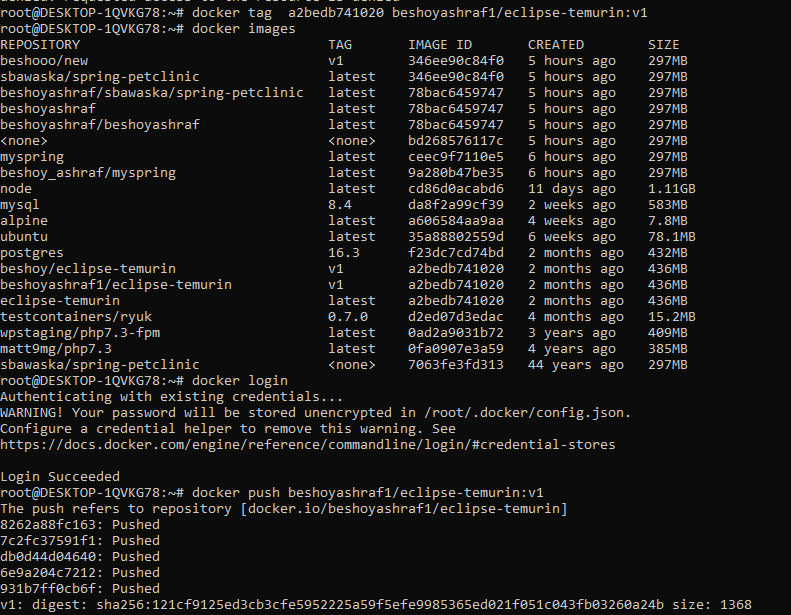 denied: requested access to the resource is denied
root@DESKTOP-1QVKG78:~# docker tag  a2bedb741020 beshoyashraf1/eclipse-temurin:v1
root@DESKTOP-1QVKG78:~# docker images
REPOSITORY                             TAG       IMAGE ID       CREATED        SIZE
beshooo/new                            v1        346ee90c84f0   5 hours ago    297MB
sbawaska/spring-petclinic              latest    346ee90c84f0   5 hours ago    297MB
beshoyashraf/sbawaska/spring-petclinic   latest    78bac6459747   5 hours ago    297MB
beshoyashraf                           latest    78bac6459747   5 hours ago    297MB
beshoyashraf/beshoyashraf              latest    78bac6459747   5 hours ago    297MB
<none>                                 <none>    bd268576117c   5 hours ago    297MB
myspring                               latest    ceec9f7110e5   6 hours ago    297MB
beshoy_ashraf/myspring                 latest    9a280b47be35   6 hours ago    297MB
node                                   latest    cd86d0acabd6   11 days ago    1.11GB
mysql                                  8.4       da8f2a99cf39   2 weeks ago    583MB
alpine                                 latest    a606584aa9aa   4 weeks ago    7.8MB
ubuntu                                 latest    35a88802559d   6 weeks ago    78.1MB
postgres                               16.3      f23dc7cd74bd   2 months ago   432MB
beshoy/eclipse-temurin                 v1        a2bedb741020   2 months ago   436MB
beshoyashraf1/eclipse-temurin          v1        a2bedb741020   2 months ago   436MB
eclipse-temurin                        latest    a2bedb741020   2 months ago   436MB
testcontainers/ryuk                    0.7.0     d2ed07d3edac   4 months ago   15.2MB
wpstaging/php7.3-fpm                   latest    0ad2a9031b72   3 years ago    409MB
matt9mg/php7.3                         latest    0fa0907e3a59   4 years ago    385MB
sbawaska/spring-petclinic              <none>    7063fe3fd313   44 years ago   297MB
root@DESKTOP-1QVKG78:~# docker login
Authenticating with existing credentials...
WARNING! Your password will be stored unencrypted in /root/.docker/config.json.
Configure a credential helper to remove this warning. See
https://docs.docker.com/engine/reference/commandline/login/#credential-stores

Login Succeeded
root@DESKTOP-1QVKG78:~# docker push beshoyashraf1/eclipse-temurin:v1
The push refers to repository [docker.io/beshoyashraf1/eclipse-temurin]
8262a88fc163: Pushed
7c2fc37591f1: Pushed
db0d44d04640: Pushed
6e9a204c7212: Pushed
931b7ff0cb6f: Pushed
v1: digest: sha256:121cf9125ed3cb3cfe5952225a59f5efe9985365ed021f051c043fb03260a24b size: 1368